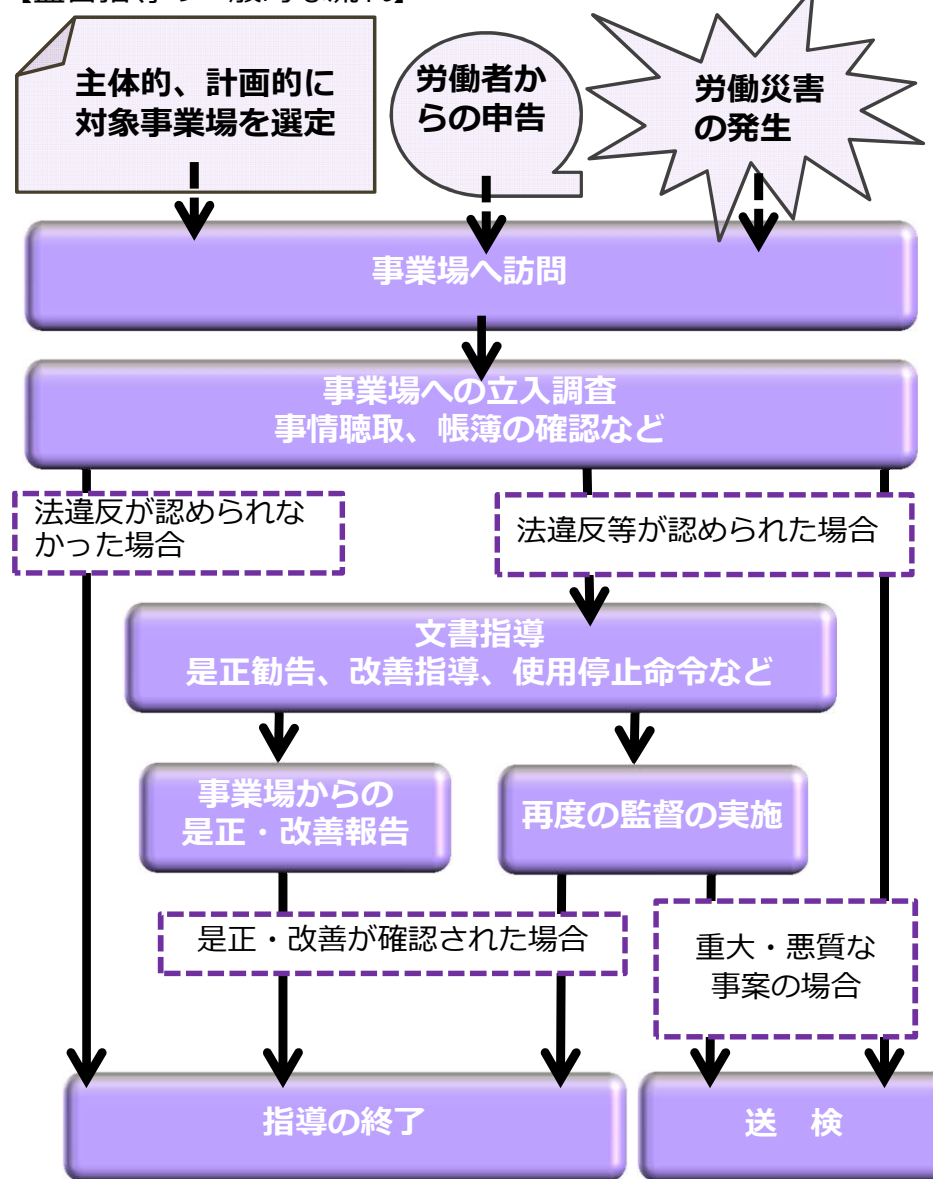 主体的、計画的に
対象事業場を選定
労働者か
らの申告
労働災害
の発生
事業場へ訪問
事業場への立入調査
事情聴取、帳簿の確認など
法違反が認められな
かった場合
法違反等が認められた場合
文書指導
是正勧告、改善指導、使用停止命令など
事業場からの
是正・改善報告
再度の監督の実施
是正・改善が確認された場合
重大・悪質な
事案の場合
指導の終了
送　検